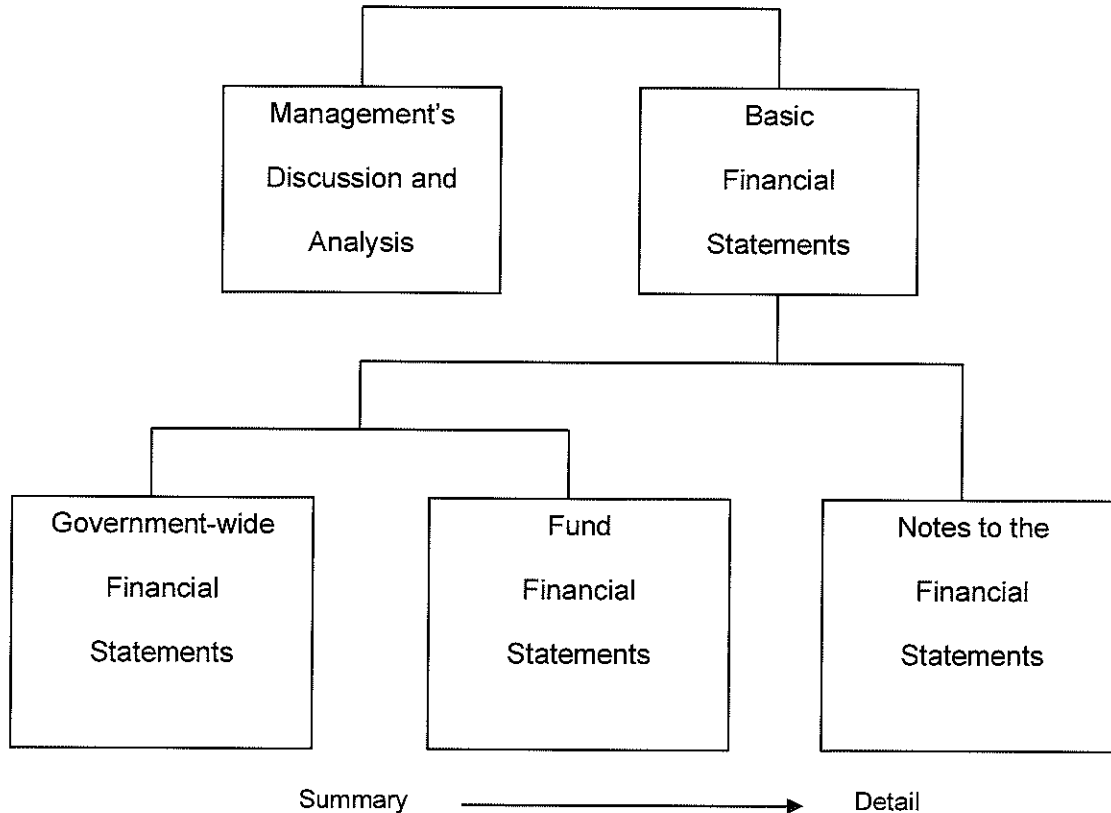 Management's
Discussion and
Analysis
Basic
Financial
Statements
Government-wide
Financial
Statements
Fund
Financial
Statements
Notes to the
Financial
Statements
Summary
Detail